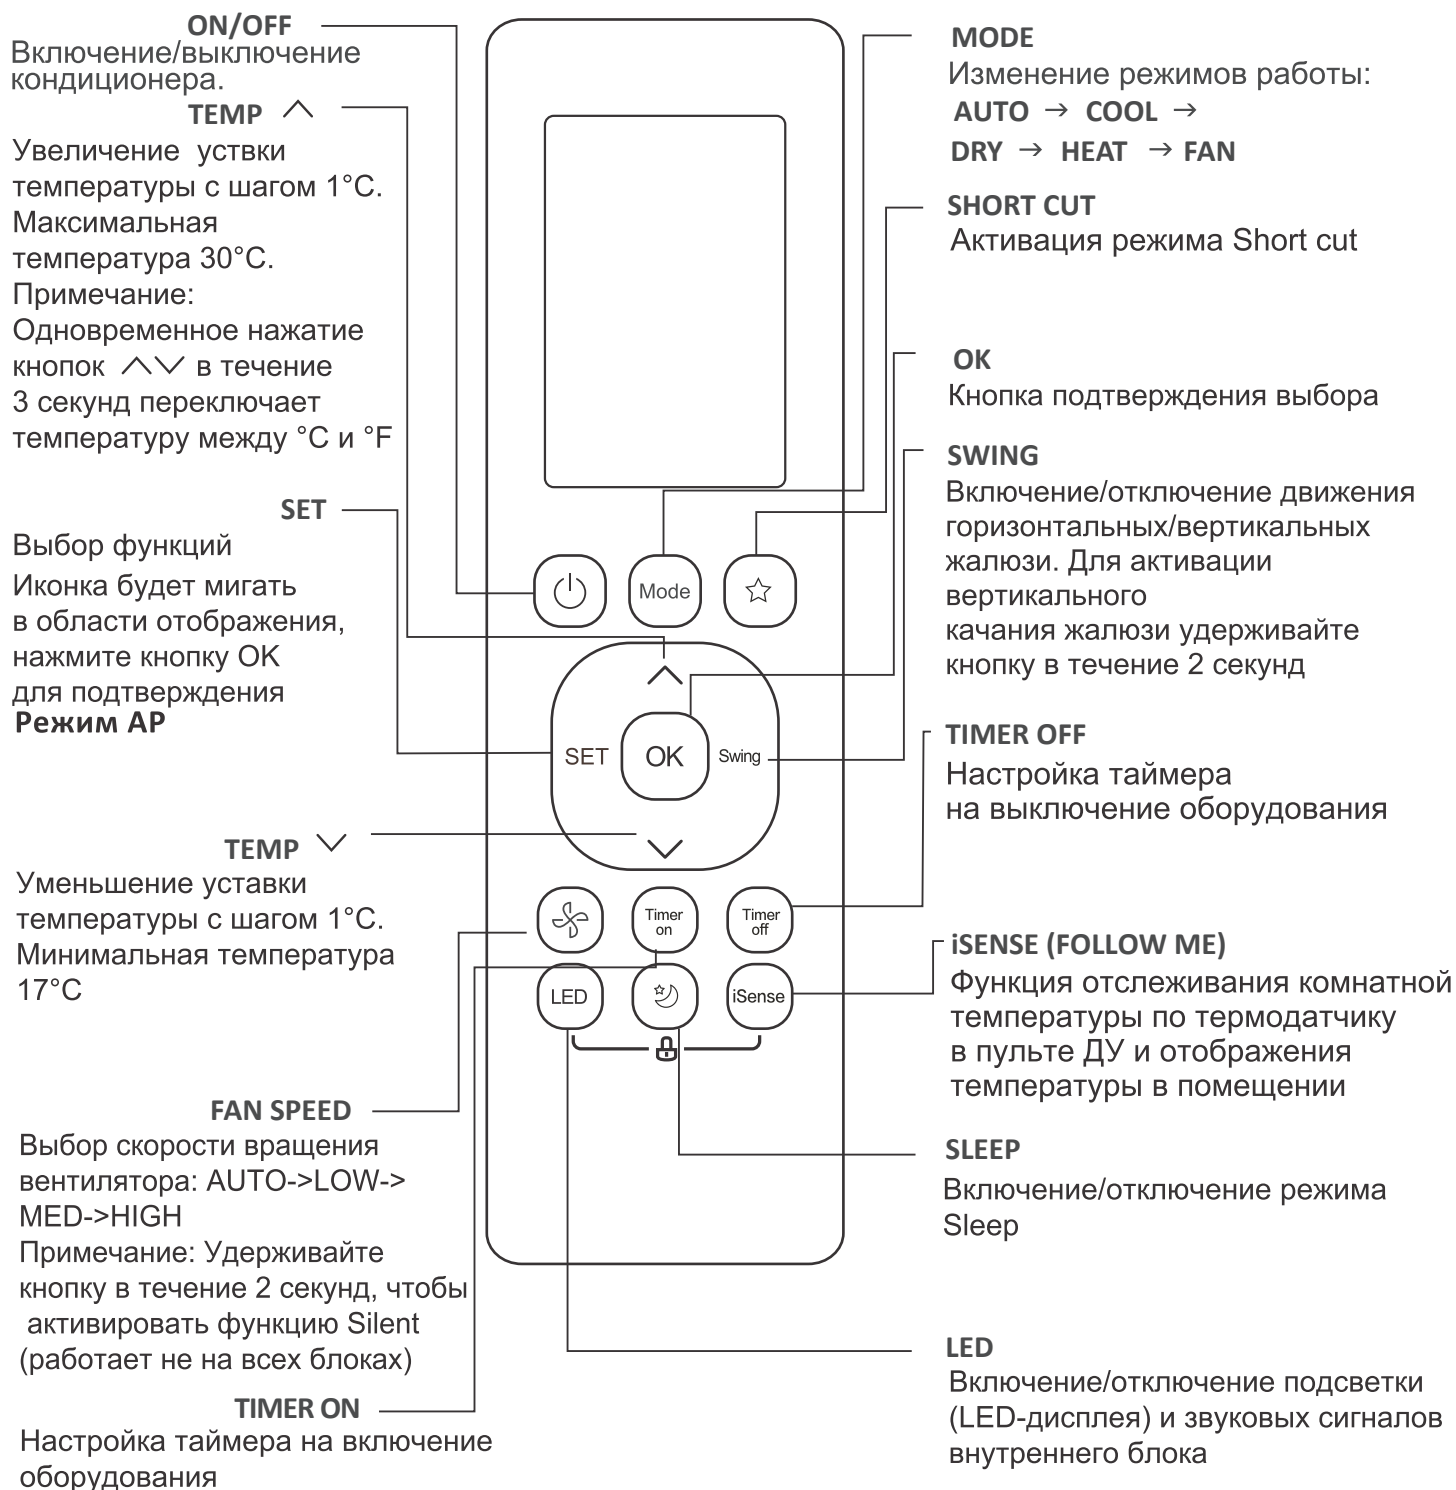 ON/OFF
Включение/выключение
кондиционера.
TEMP
Увеличение уствки
температуры с шагом 1°C.
Максимальная
температура 30°C.
Примечание:
Одновременное нажатие
кнопок в течение
3 секунд переключает
температуру между °C и °F
SET
Выбор функций
Иконка будет мигать
в области отображения,
нажмите кнопку OK
для подтверждения
Режим AP
TEMP
Уменьшение уставки
температуры с шагом 1°C.
Минимальная температура
17°C
FAN SPEED
Выбор скорости вращения
вентилятора: AUTO->LOW->
MED->HIGH
Примечание: Удерживайте
кнопку в течение 2 секунд, чтобы
активировать функцию Silent
(работает не на всех блоках)
TIMER ON
Настройка таймера на включение
оборудования
Mode
SET
OK
Swing
Timer
on
Timer
off
LED
iSense
MODE
Изменение режимов работы:
AUTO → COOL →
DRY → HEAT → FAN
SHORT CUT
Активация режима Short cut
OK
Кнопка подтверждения выбора
SWING
Включение/отключение движения
горизонтальных/вертикальных
жалюзи. Для активации
вертикального
качания жалюзи удерживайте
кнопку в течение 2 секунд
TIMER OFF
Настройка таймера
на выключение оборудования
iSENSE (FOLLOW ME)
Функция отслеживания комнатной
температуры по термодатчику
в пульте ДУ и отображения
температуры в помещении
SLEEP
Включение/отключение режима
Sleep
LED
Включение/отключение подсветки
(LED-дисплея) и звуковых сигналов
внутреннего блока